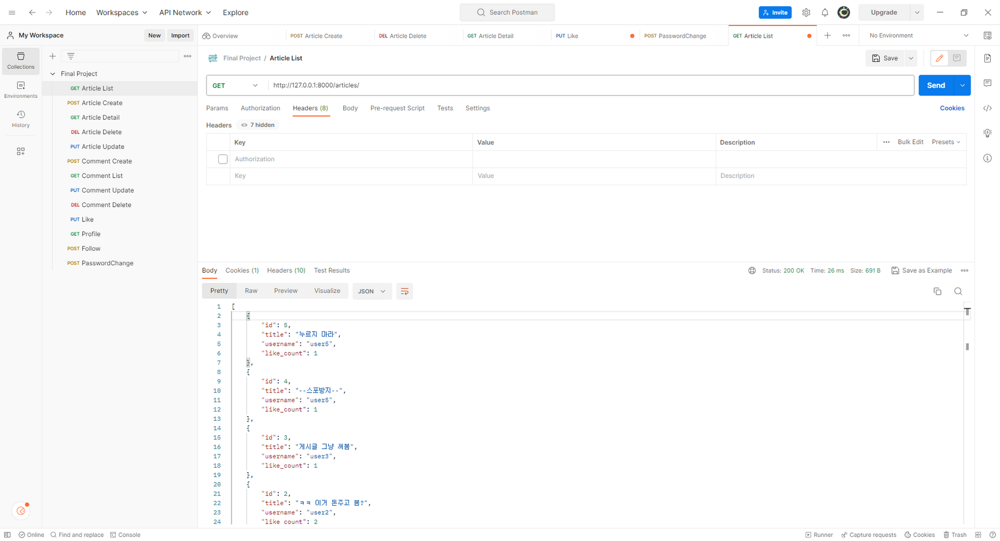 Home Workspaces API Network Explore Search Postman Invite Upgrade
My Workspace New Import Overview POST Article Create DEL Article Delete GET Article Detail PUT Like POST PasswordChange GET Article List No Environment
Collections
Environments
History
Final Project
GET Article List
POST Article Create
GET Article Detail
DEL Article Delete
PUT Article Update
POST Comment Create
GET Comment List
PUT Comment Update
DEL Comment Delete
PUT Like
GET Profile
POST Follow
POST PasswordChange
HTTP Final Project / Article List Save
GET http://127.0.0.1:8000/articles/ Send
Params Authorization Headers (8) Body Pre-request Script Tests Settings Cookies
Headers 7 hidden
Key Value Description Bulk Edit Presets
Authorization
Key Value Description
Body Cookies (1) Headers (10) Test Results Status: 200 OK Time: 26 ms Size: 691 B Save as Example
Pretty Raw Preview Visualize JSON
1 [
2 {
3 "id": 5,
4 "title": "누르지 마라",
5 "username": "user5",
6 "like_count": 1
7 },
8 {
9 "id": 4,
10 "title": "--스포방지--",
11 "username": "user5",
12 "like_count": 1
13 },
14 {
15 "id": 3,
16 "title": "게시글 그냥 써봄",
17 "username": "user3",
18 "like_count": 1
19 },
20 {
21 "id": 2,
22 "title": "ㅋㅋ 이거 돈주고 봄?",
23 "username": "user2",
24 "like_count": 2
Online Find and replace Console Runner Capture requests Cookies Trash